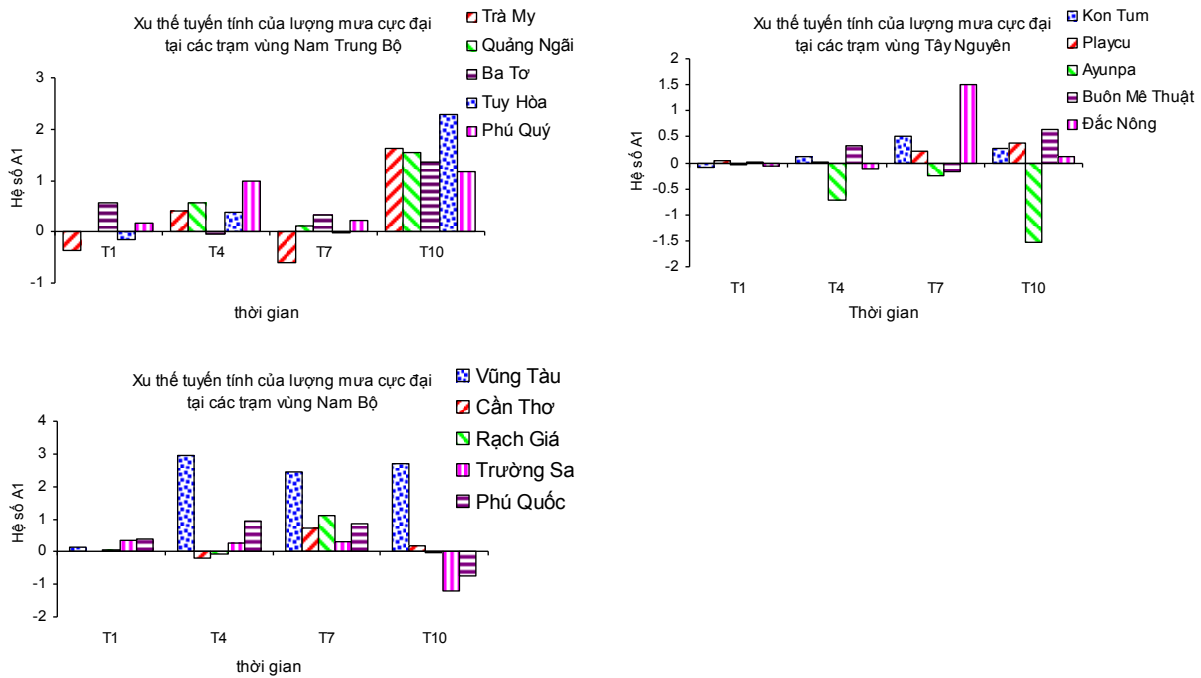 Xu thế tuyến tính của lượng mưa cực đại
tại các trạm vùng Nam Trung Bộ
Trà My
Quảng Ngãi
Ba Tơ
Tuy Hòa
Phú Quý
Hệ số A1
3
2
1
0
-1
T1
T4
T7
T10
thời gian
Xu thế tuyến tính của lượng mưa cực đại
tại các trạm vùng Tây Nguyên
Kon Tum
Playcu
Ayunpa
Buôn Mê Thuật
Đắc Nông
Hệ số A1
2
1.5
1
0.5
0
-0.5
-1
-1.5
-2
T1
T4
T7
T10
Thời gian
Xu thế tuyến tính của lượng mưa cực đại
tại các trạm vùng Nam Bộ
Vũng Tàu
Cần Thơ
Rạch Giá
Trường Sa
Phú Quốc
Hệ số A1
4
3
2
1
0
-1
-2
T1
T4
T7
T10
thời gian